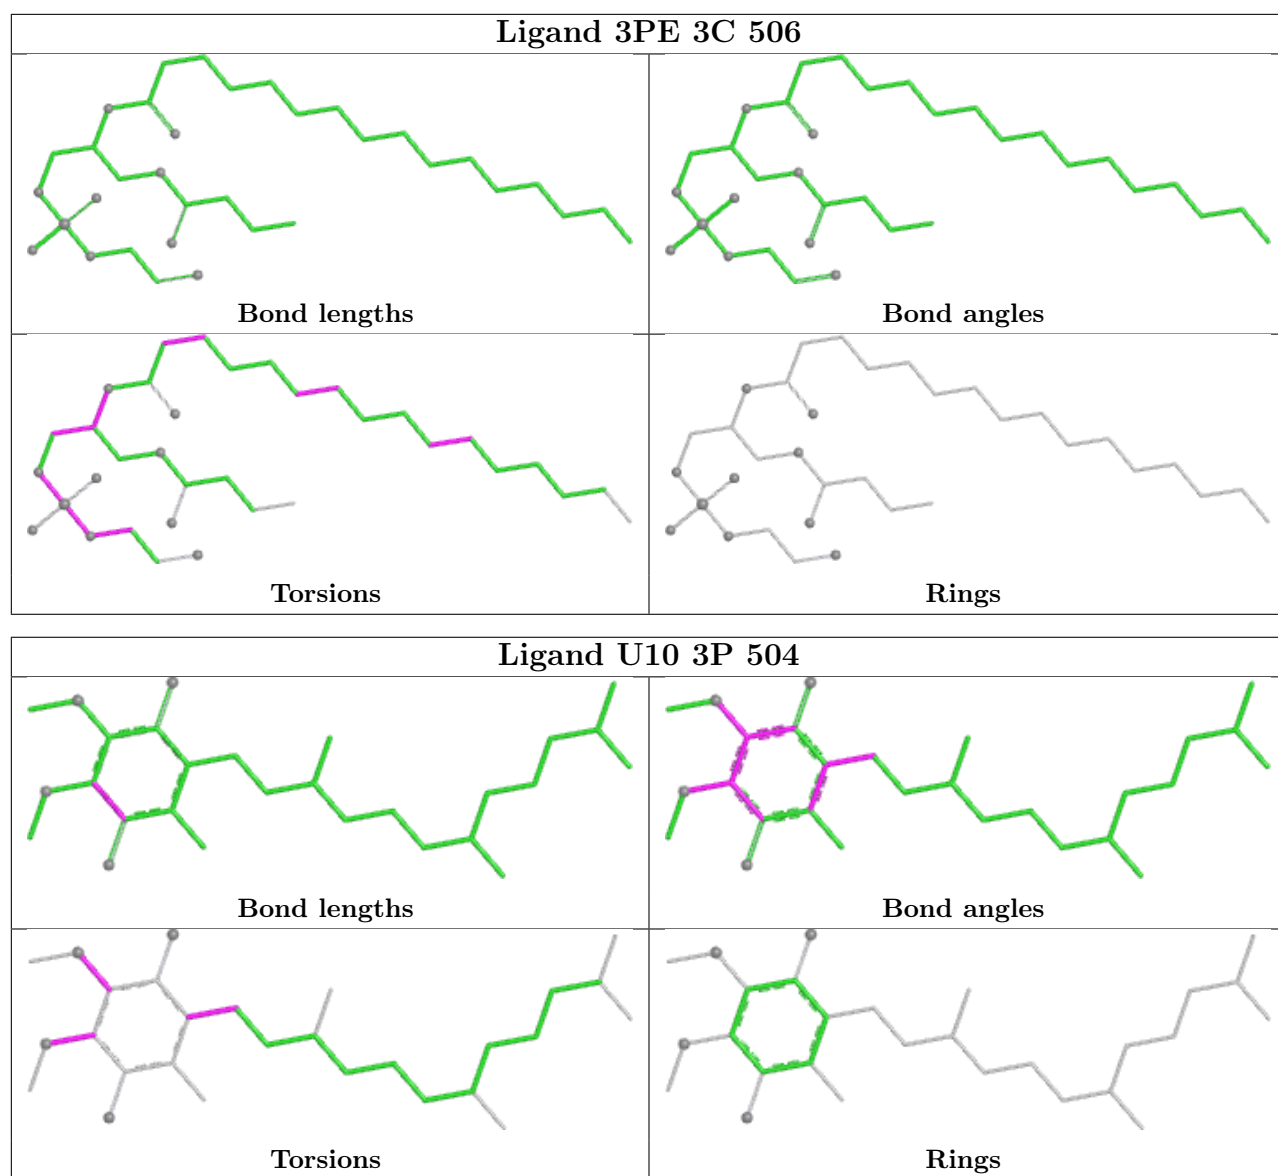 Ligand 3PE 3C 506
Bond lengths
Bond angles
Torsions
Rings
Ligand U10 3P 504
Bond lengths
Bond angles
Torsions
Rings